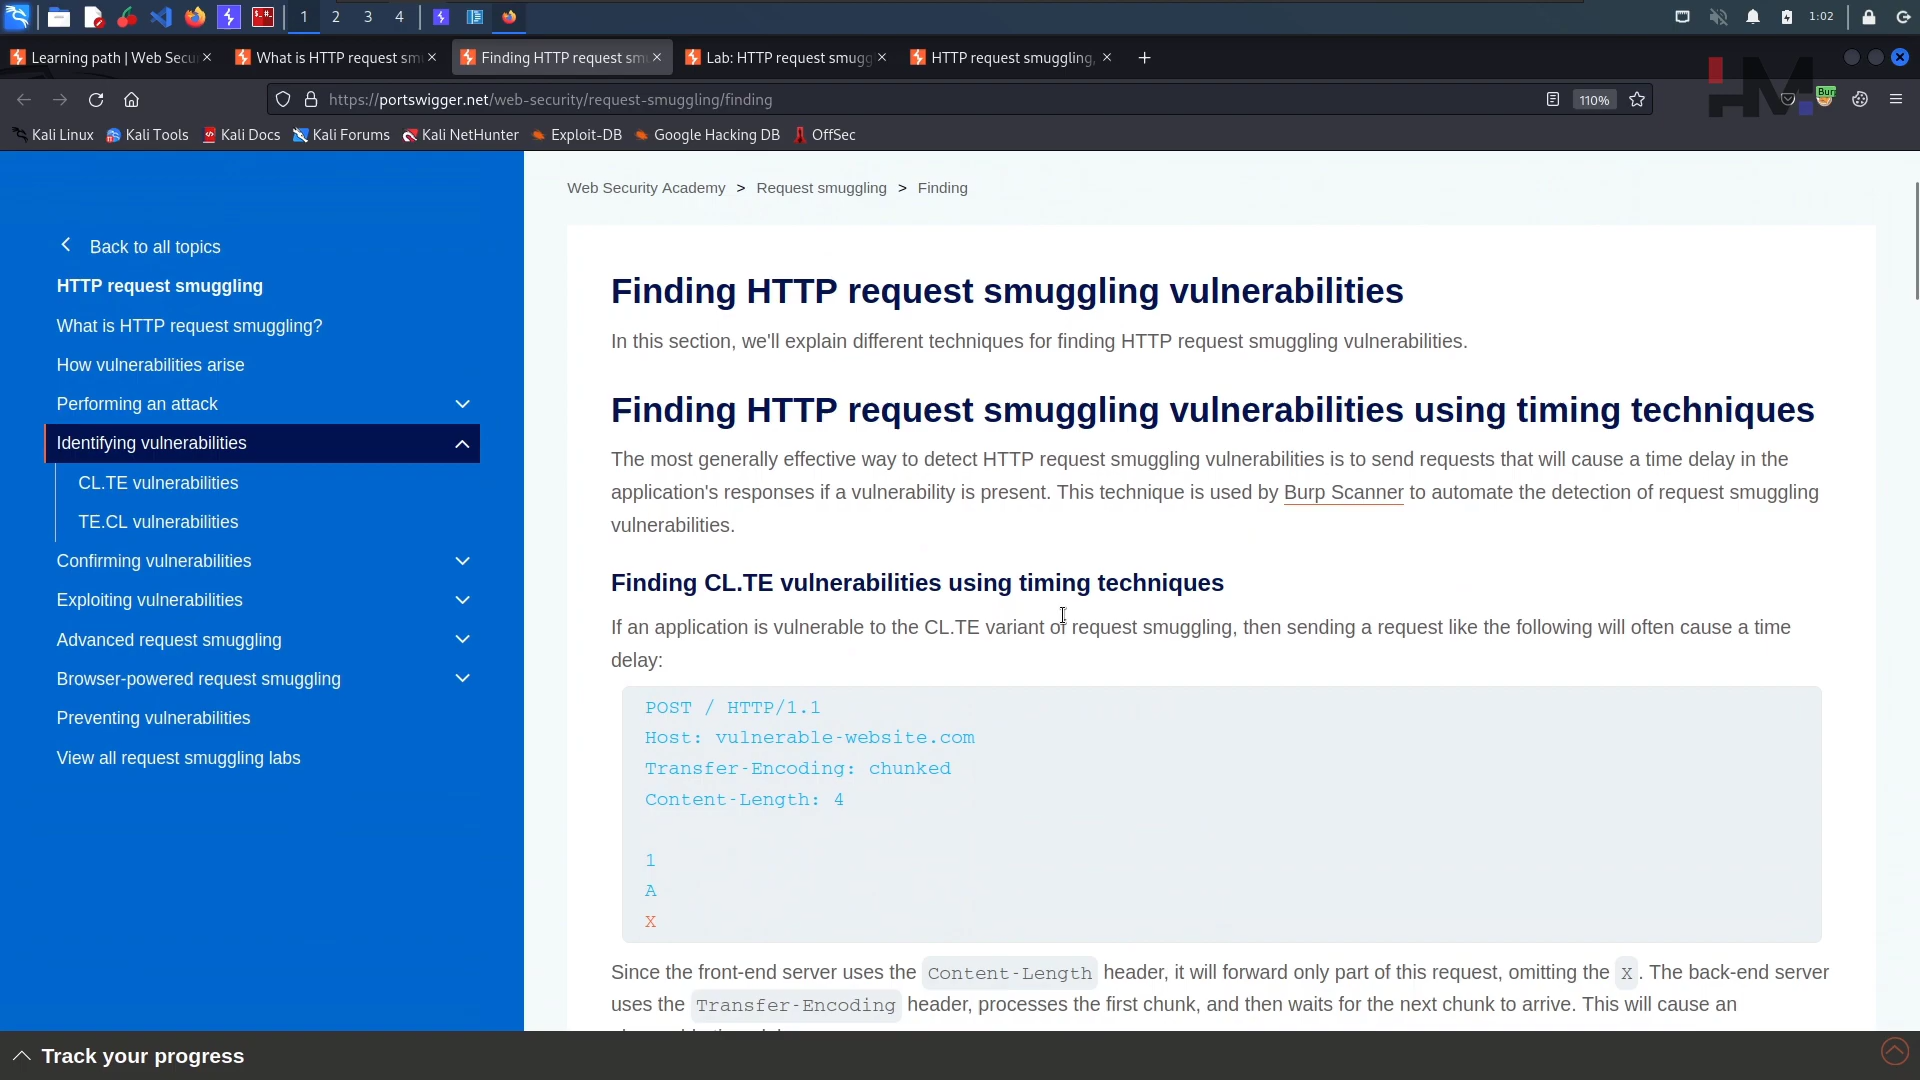 1 2 3 4
1:02
Learning path | Web Secu
What is HTTP request sm
Finding HTTP request sm
Lab: HTTP request smugg
HTTP request smuggling,
https://portswigger.net/web-security/request-smuggling/finding
110%
HM
Bur
Kali Linux
Kali Tools
Kali Docs
Kali Forums
Kali NetHunter
Exploit-DB
Google Hacking DB
OffSec
Back to all topics
HTTP request smuggling
What is HTTP request smuggling?
How vulnerabilities arise
Performing an attack
Identifying vulnerabilities
CL.TE vulnerabilities
TE.CL vulnerabilities
Confirming vulnerabilities
Exploiting vulnerabilities
Advanced request smuggling
Browser-powered request smuggling
Preventing vulnerabilities
View all request smuggling labs
Web Security Academy > Request smuggling > Finding
Finding HTTP request smuggling vulnerabilities
In this section, we'll explain different techniques for finding HTTP request smuggling vulnerabilities.
Finding HTTP request smuggling vulnerabilities using timing techniques
The most generally effective way to detect HTTP request smuggling vulnerabilities is to send requests that will cause a time delay in the
application's responses if a vulnerability is present. This technique is used by Burp Scanner to automate the detection of request smuggling
vulnerabilities.
Finding CL.TE vulnerabilities using timing techniques
If an application is vulnerable to the CL.TE variant of request smuggling, then sending a request like the following will often cause a time
delay:
POST / HTTP/1.1
Host: vulnerable-website.com
Transfer-Encoding: chunked
Content-Length: 4
1
A
X
Since the front-end server uses the Content-Length header, it will forward only part of this request, omitting the X. The back-end server
uses the Transfer-Encoding header, processes the first chunk, and then waits for the next chunk to arrive. This will cause an
Track your progress